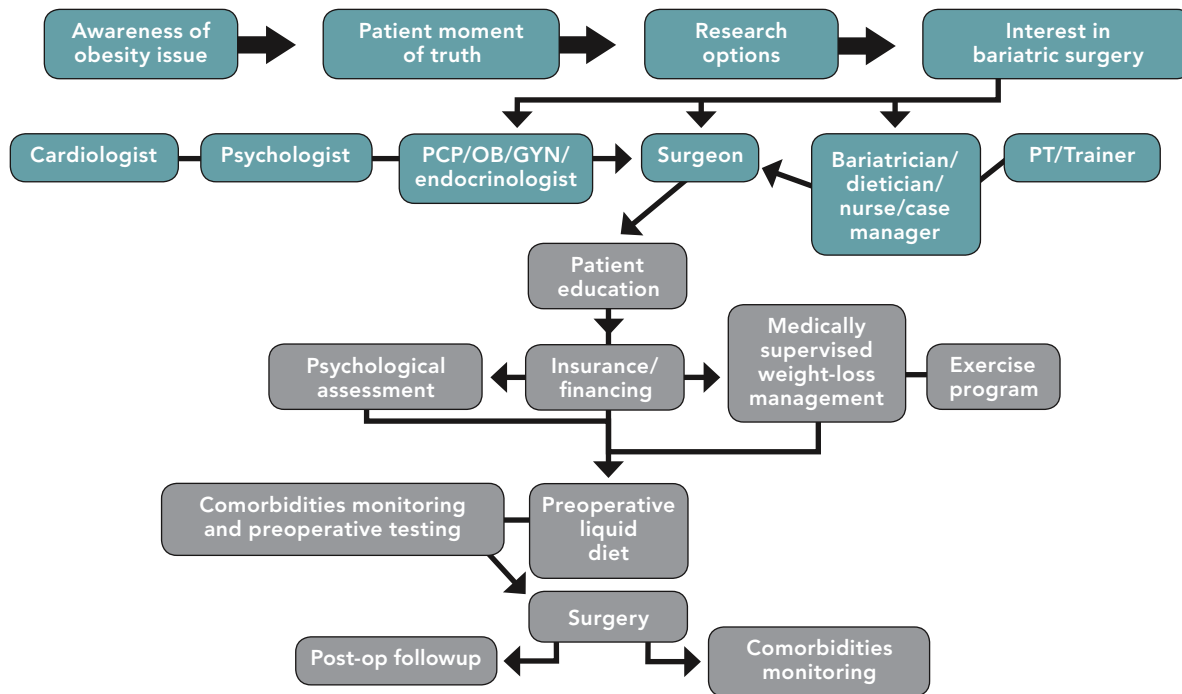 Awareness of
obesity issue
Patient moment
of truth
Research
options
Interest in
bariatric surgery
Cardiologist
Psychologist
PCP/OB/GYN/
endocrinologist
Surgeon
Bariatrician/
dietician/
nurse/case
manager
PT/Trainer
Patient
education
Psychological
assessment
Insurance/
financing
Medically
supervised
weight-loss
management
Exercise
program
Comorbidities monitoring
and preoperative testing
Preoperative
liquid
diet
Surgery
Post-op followup
Comorbidities
monitoring